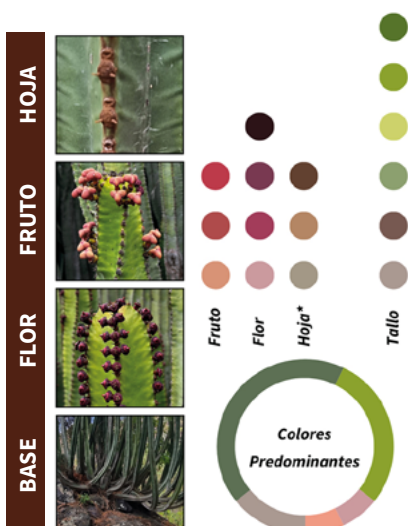 HOJA
FRUTO
FLOR
BASE
Fruto
Flor
Hoja*
Tallo
Colores
Predominantes